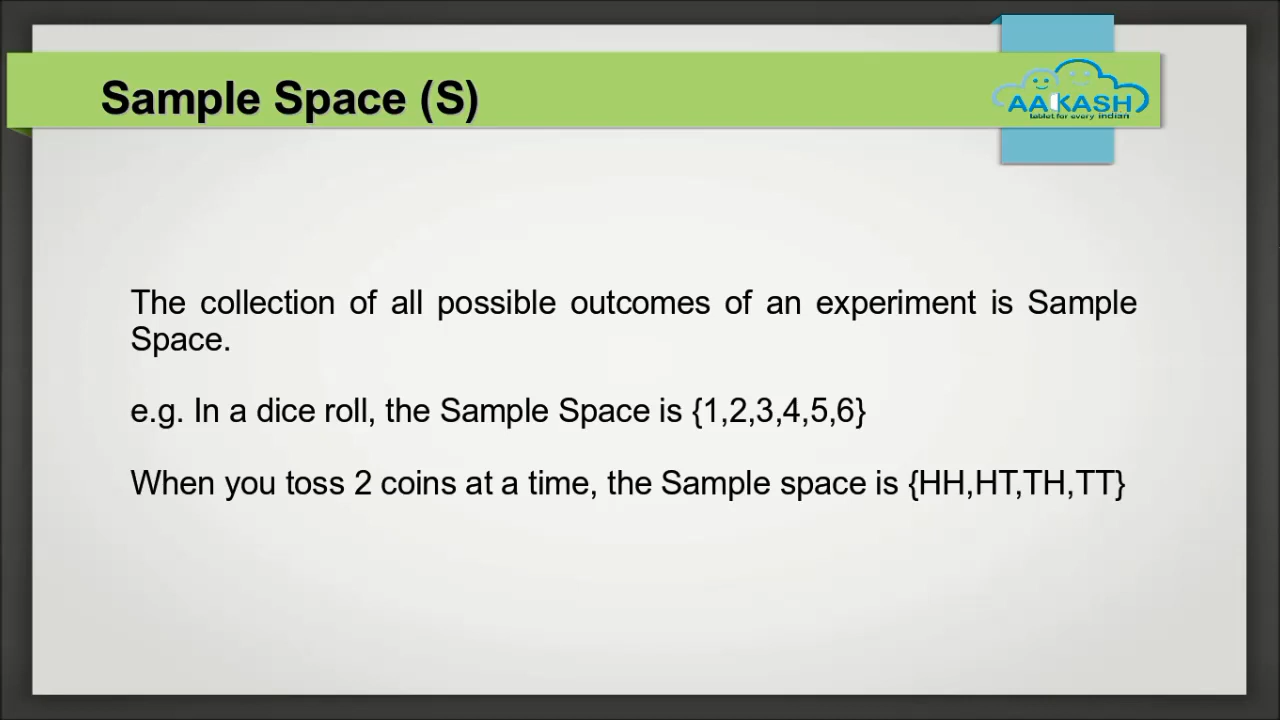 Sample Space (S)
AAKASH
tablet for every indian
The collection of all possible outcomes of an experiment is Sample
Space.
e.g. In a dice roll, the Sample Space is {1,2,3,4,5,6}
When you toss 2 coins at a time, the Sample space is {HH,HT,TH,TT}